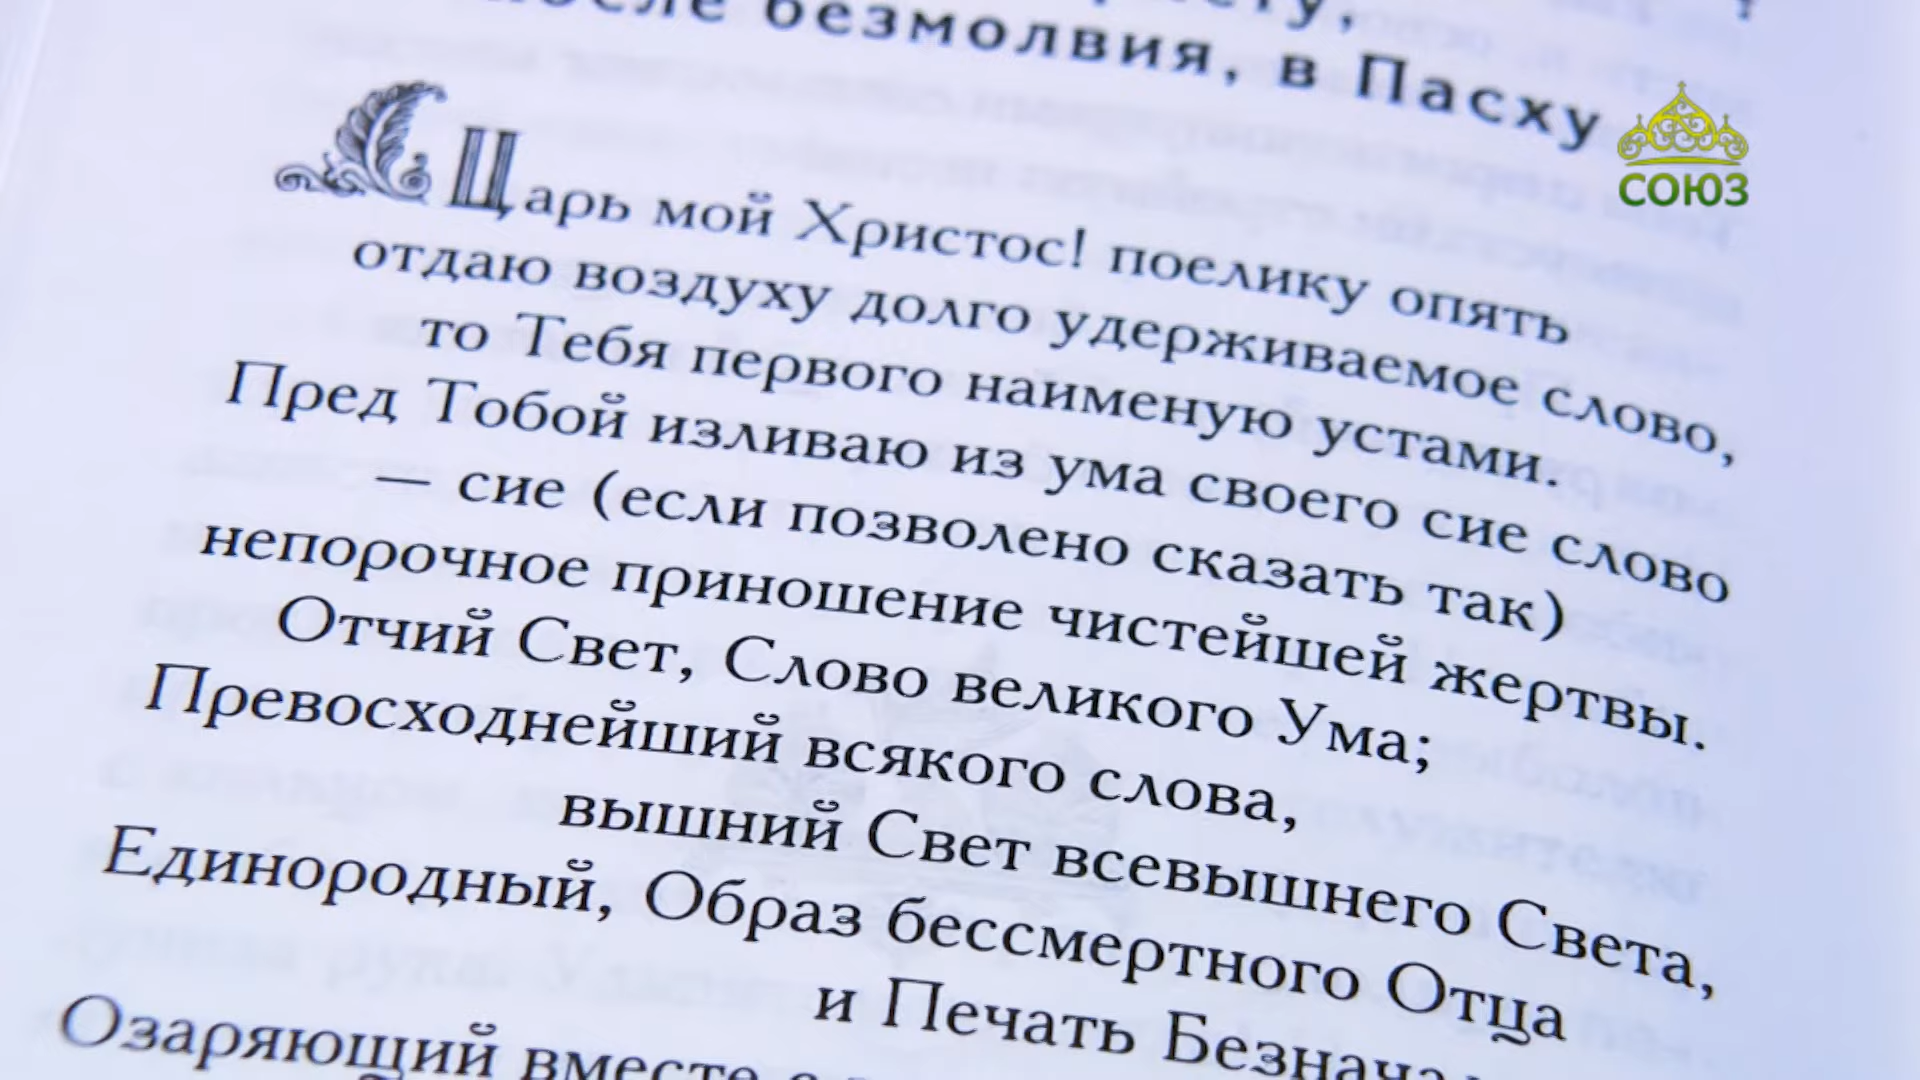 после безмолвия, в Пасху
СОЮЗ
Царь мой Христос! поелику опять
отдаю воздуху долго удерживаемое слово,
то Тебя первого наименую устами.
Пред Тобой изливаю из ума своего сие слово
— сие (если позволено сказать так)
непорочное приношение чистейшей жертвы.
Отчий Свет, Слово великого Ума;
Превосходнейший всякого слова,
вышний Свет всевышнего Света,
Единородный, Образ бессмертного Отца
и Печать
Озаряющий вместе